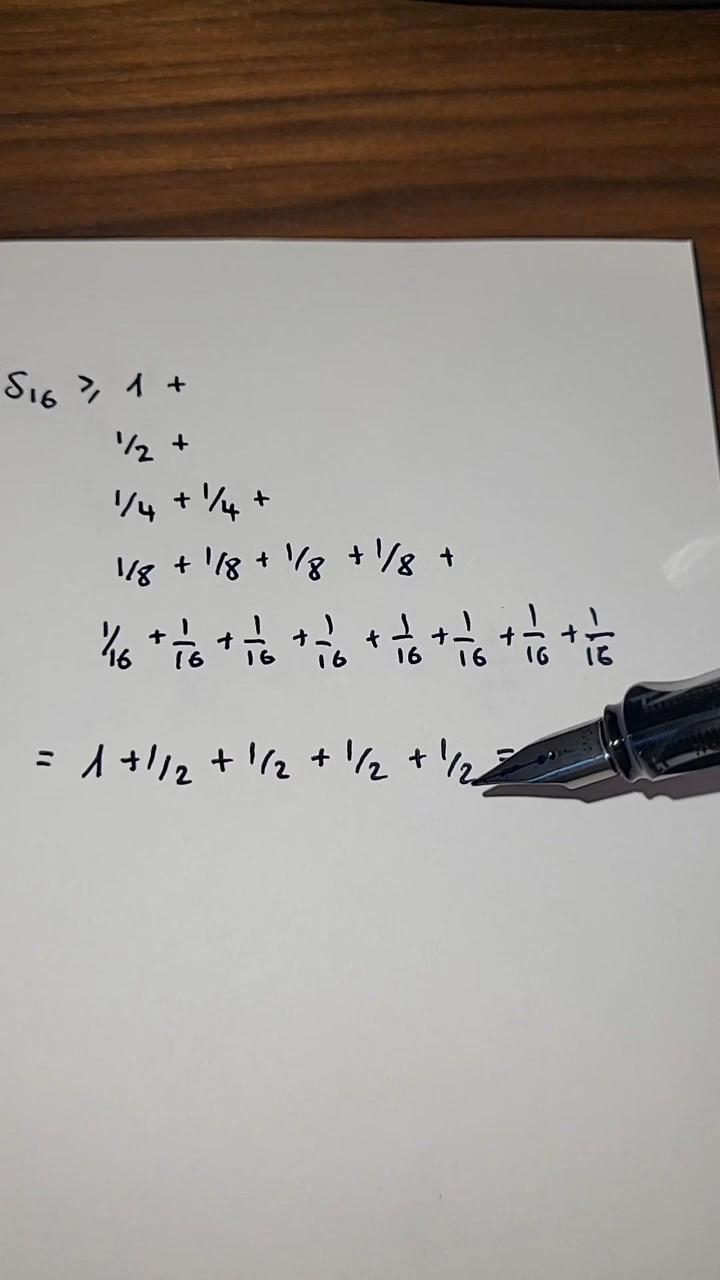 S₁₆ ⩾ 1 +
1/2 +
1/4 + 1/4 +
1/8 + 1/8 + 1/8 + 1/8 +
1/16 + 1/16 + 1/16 + 1/16 + 1/16 + 1/16 + 1/16 + 1/16
= 1 + 1/2 + 1/2 + 1/2 + 1/2 =